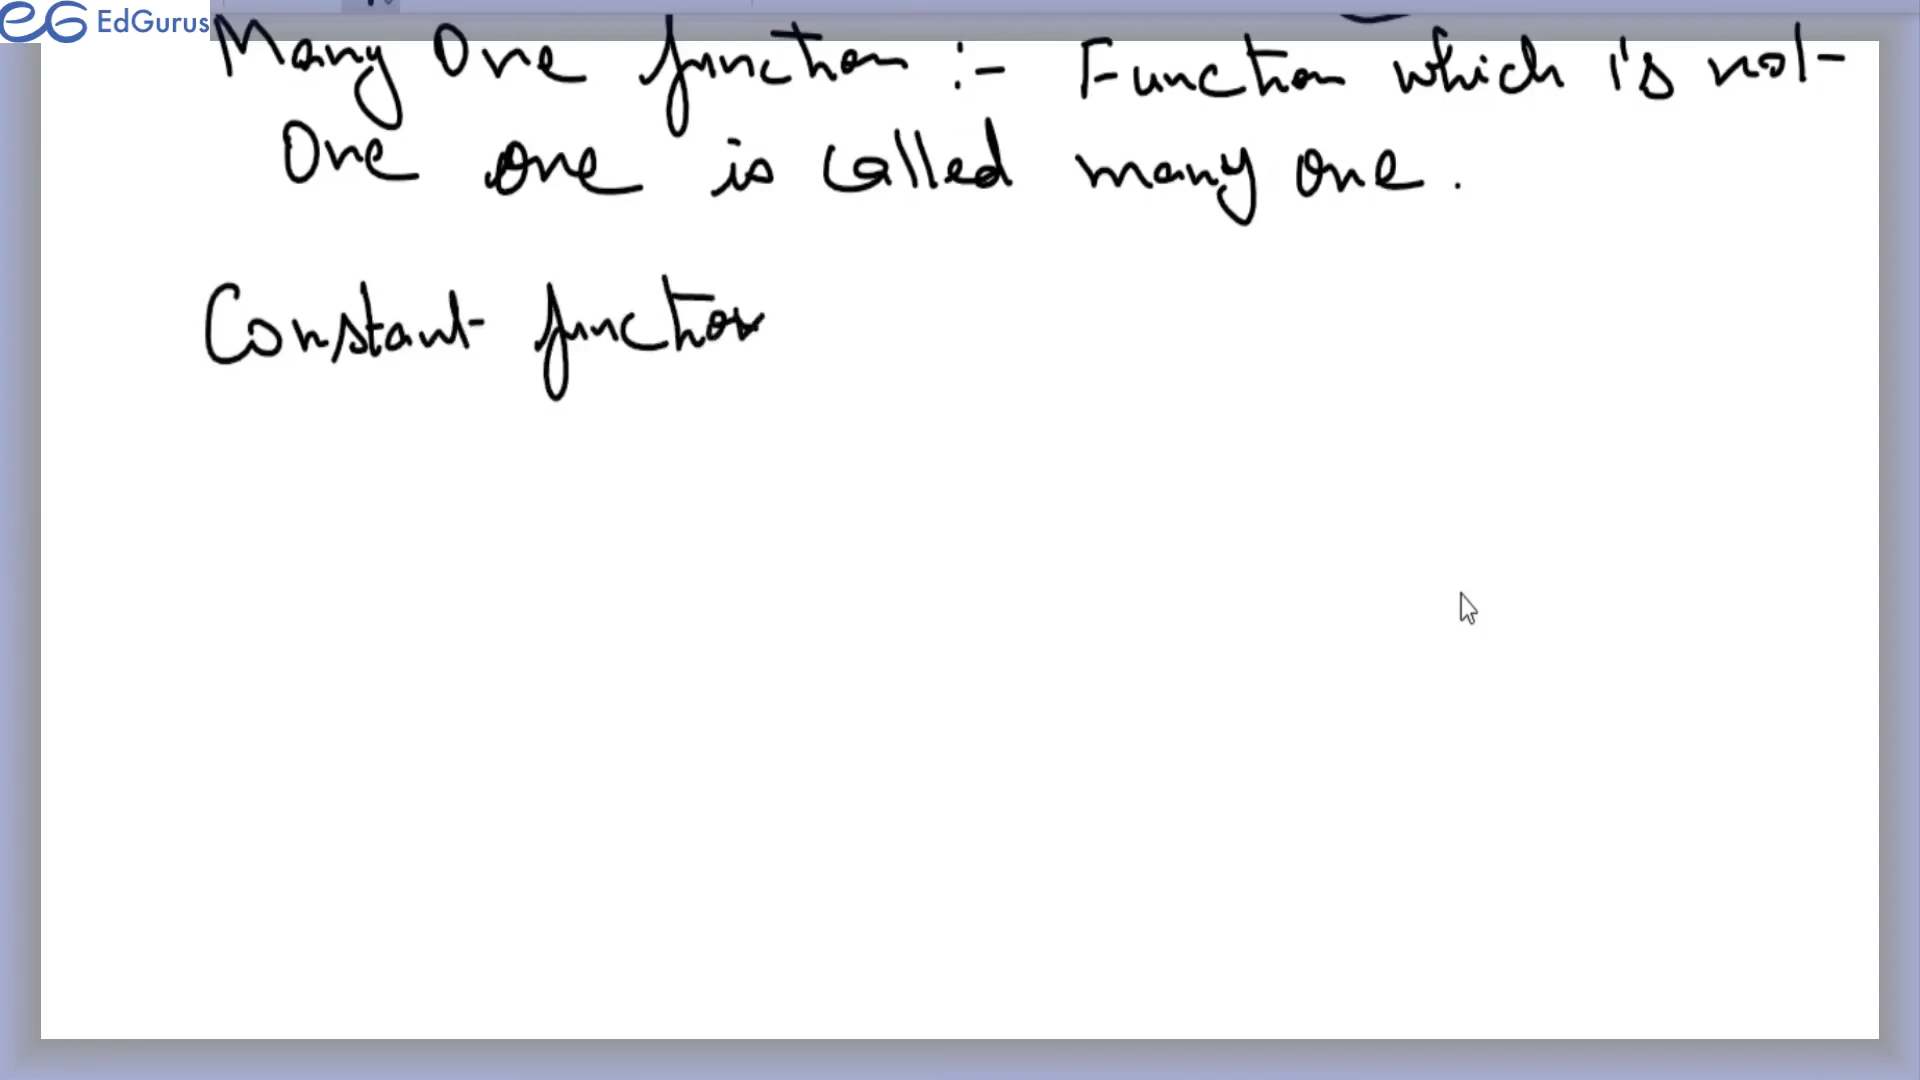 EdGurus
Many One function :- Function which is not
One one is called many one.
Constant function